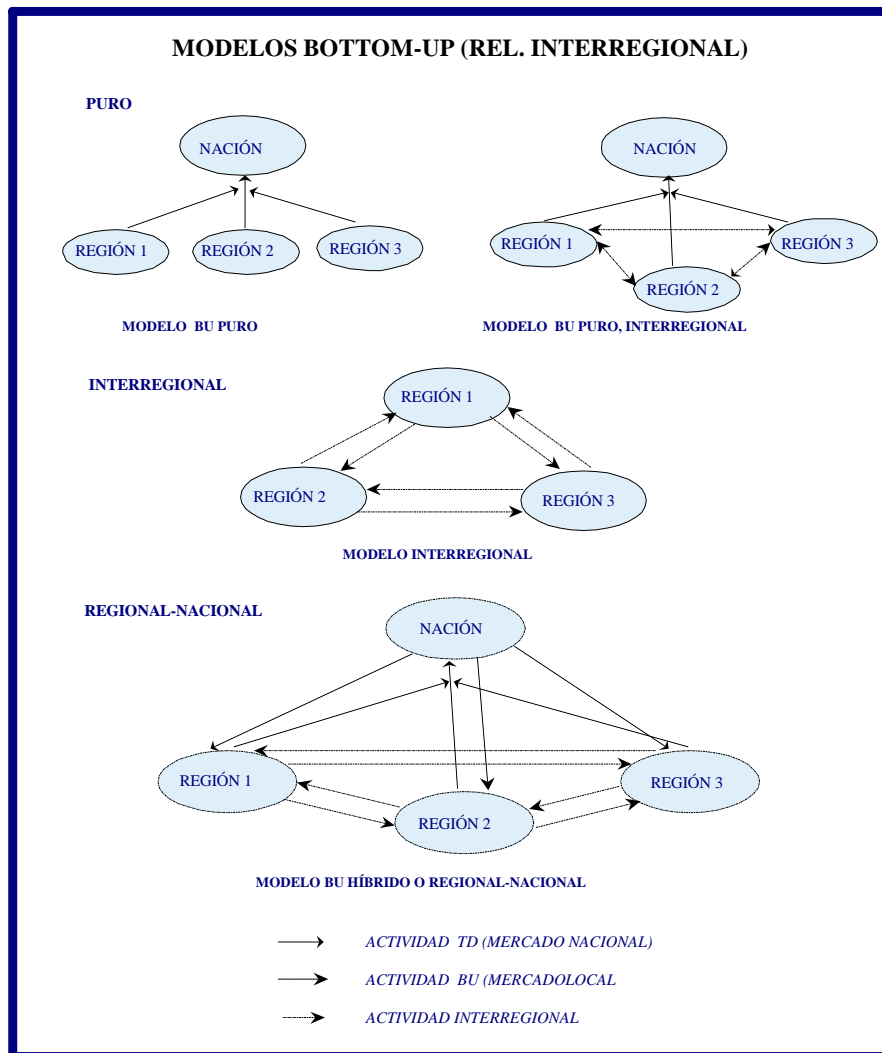 MODELOS BOTTOM-UP (REL. INTERREGIONAL)
PURO
NACIÓN
NACIÓN
REGIÓN 1
REGIÓN 2
REGIÓN 3
REGIÓN 1
REGIÓN 3
REGIÓN 2
MODELO BU PURO
MODELO BU PURO, INTERREGIONAL
INTERREGIONAL
REGIÓN 1
REGIÓN 2
REGIÓN 3
MODELO INTERREGIONAL
REGIONAL-NACIONAL
NACIÓN
REGIÓN 1
REGIÓN 3
REGIÓN 2
MODELO BU HÍBRIDO O REGIONAL-NACIONAL
ACTIVIDAD TD (MERCADO NACIONAL)
ACTIVIDAD BU (MERCADOLOCAL
ACTIVIDAD INTERREGIONAL